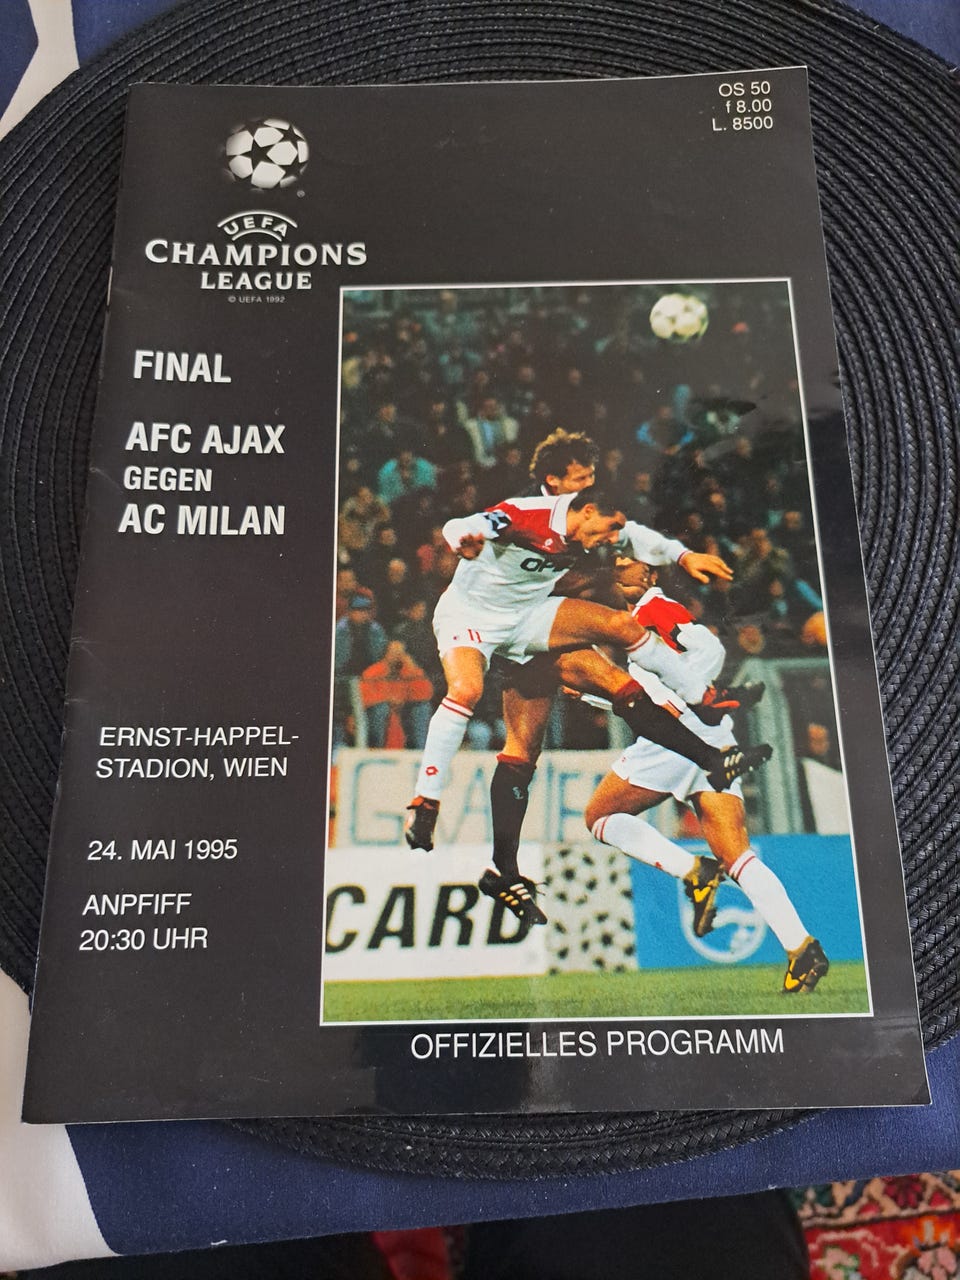 OS 50
f 8.00
L. 8500
UEFA
CHAMPIONS
LEAGUE
© UEFA 1992
FINAL
AFC AJAX
GEGEN
AC MILAN
ERNST-HAPPEL-
STADION, WIEN
24. MAI 1995
ANPFIFF
20:30 UHR
CARD
OFFIZIELLES PROGRAMM